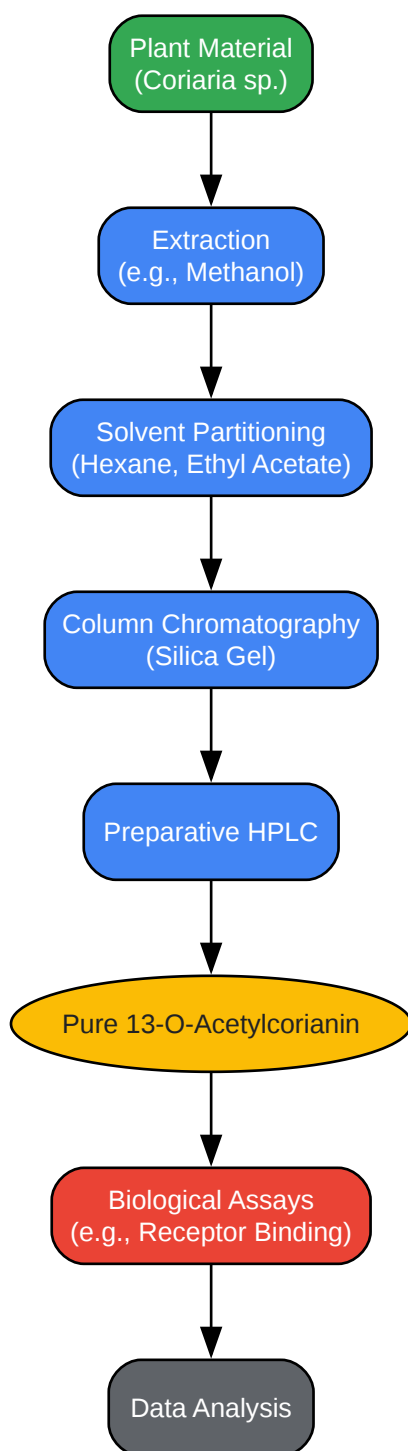 Plant Material
(Coriaria sp.)
Extraction
(e.g., Methanol)
Solvent Partitioning
(Hexane, Ethyl Acetate)
Column Chromatography
(Silica Gel)
Preparative HPLC
Pure 13-O-Acetylcorianin
Biological Assays
(e.g., Receptor Binding)
Data Analysis